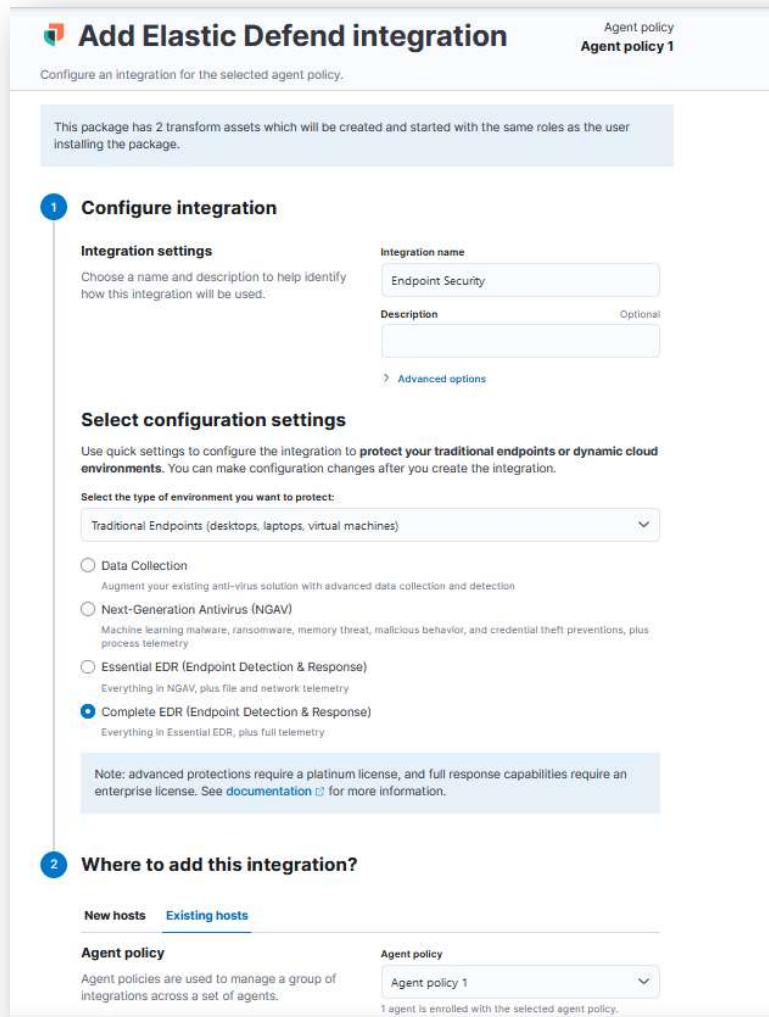 Add Elastic Defend integration
Agent policy
Agent policy 1
Configure an integration for the selected agent policy.
This package has 2 transform assets which will be created and started with the same roles as the user
installing the package.
1
Configure integration
Integration settings
Choose a name and description to help identify
how this integration will be used.
Integration name
Endpoint Security
Description
Optional
Advanced options
Select configuration settings
Use quick settings to configure the integration to protect your traditional endpoints or dynamic cloud
environments. You can make configuration changes after you create the integration.
Select the type of environment you want to protect:
Traditional Endpoints (desktops, laptops, virtual machines)
Data Collection
Augment your existing anti-virus solution with advanced data collection and detection
Next-Generation Antivirus (NGAV)
Machine learning malware, ransomware, memory threat, malicious behavior, and credential theft preventions, plus
process telemetry
Essential EDR (Endpoint Detection & Response)
Everything in NGAV, plus file and network telemetry
Complete EDR (Endpoint Detection & Response)
Everything in Essential EDR, plus full telemetry
Note: advanced protections require a platinum license, and full response capabilities require an
enterprise license. See documentation for more information.
2
Where to add this integration?
New hosts
Existing hosts
Agent policy
Agent policies are used to manage a group of
integrations across a set of agents.
Agent policy
Agent policy 1
1 agent is enrolled with the selected agent policy.